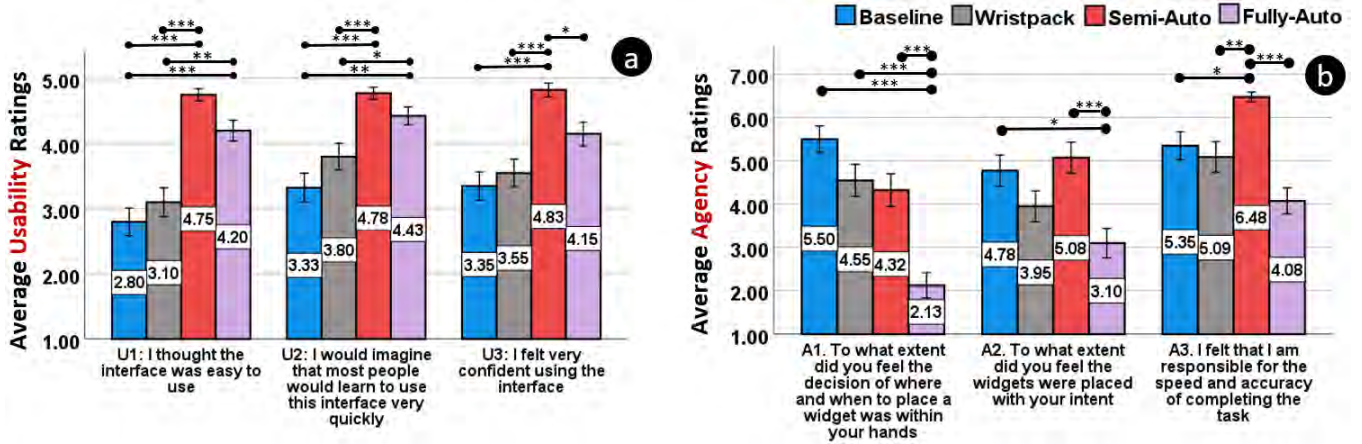 Baseline Wristpack Semi-Auto Fully-Auto
a
Average Usability Ratings
5.00
4.00
3.00
2.00
1.00
*** *** ** ***
*** *** * **
* *** ***
2.80 3.10 4.75 4.20
3.33 3.80 4.78 4.43
3.35 3.55 4.83 4.15
U1: I thought the
interface was easy to
use
U2: I would imagine
that most people
would learn to use
this interface very
quickly
U3: I felt very
confident using the
interface
b
Average Agency Ratings
7.00
6.00
5.00
4.00
3.00
2.00
1.00
*** *** ***
*** *
** *** *
5.50 4.55 4.32 2.13
4.78 3.95 5.08 3.10
5.35 5.09 6.48 4.08
A1. To what extent
did you feel the
decision of where
and when to place a
widget was within
your hands
A2. To what extent
did you feel the
widgets were placed
with your intent
A3. I felt that I am
responsible for the
speed and accuracy
of completing the
task